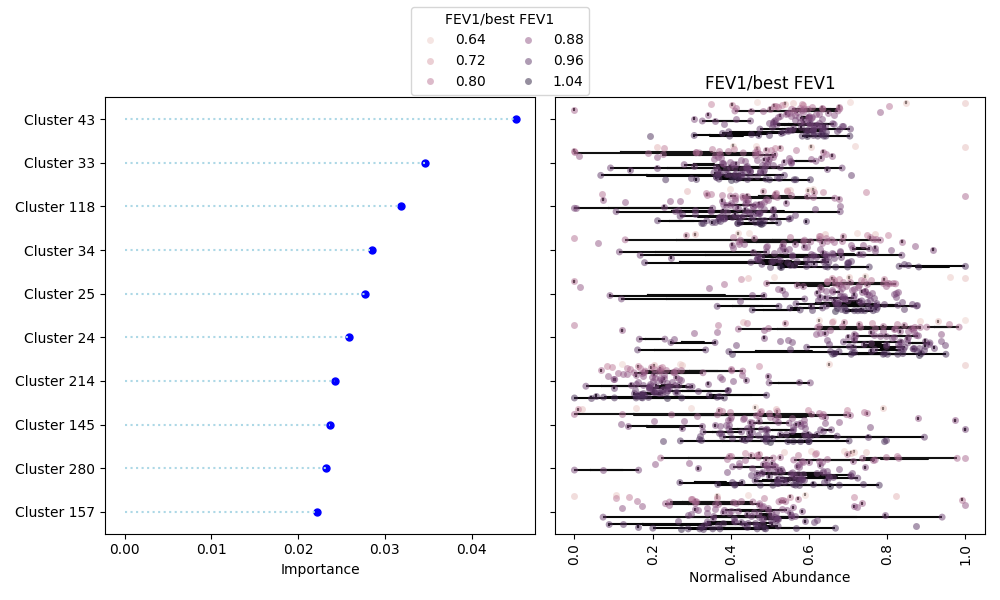 FEV1/best FEV1
0.64 0.88
0.72 0.96
0.80 1.04
FEV1/best FEV1
Cluster 43
Cluster 33
Cluster 118
Cluster 34
Cluster 25
Cluster 24
Cluster 214
Cluster 145
Cluster 280
Cluster 157
0.00 0.01 0.02 0.03 0.04
Importance
0.0 0.2 0.4 0.6 0.8 1.0
Normalised Abundance